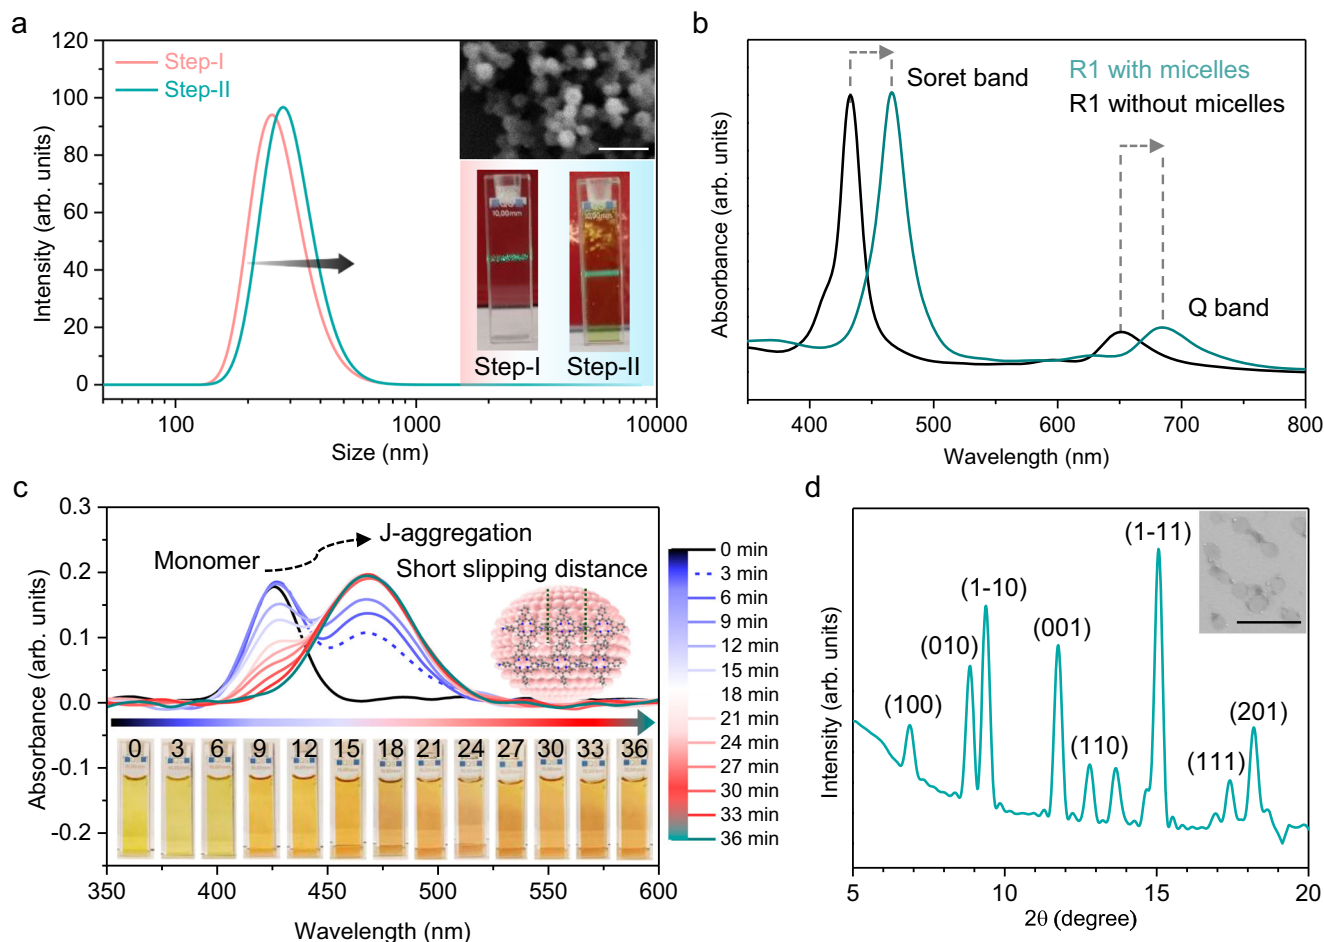 a
120
100
80
60
40
20
0
Intensity (arb. units)
Step-I
Step-II
10,00mm
10,00mm
Step-I
Step-II
100
1000
10000
Size (nm)
b
Absorbance (arb. units)
Soret band
R1 with micelles
R1 without micelles
Q band
400
500
600
700
800
Wavelength (nm)
c
0.3
0.2
0.1
0.0
-0.1
-0.2
Absorbance (arb. units)
Monomer
J-aggregation
Short slipping distance
0 3 6 9 12 15 18 21 24 27 30 33 36
350 400 450 500 550 600
Wavelength (nm)
0 min
3 min
6 min
9 min
12 min
15 min
18 min
21 min
24 min
27 min
30 min
33 min
36 min
d
Intensity (arb. units)
(100)
(010)
(1-10)
(001)
(110)
(1-11)
(111)
(201)
5
10
15
20
2θ (degree)